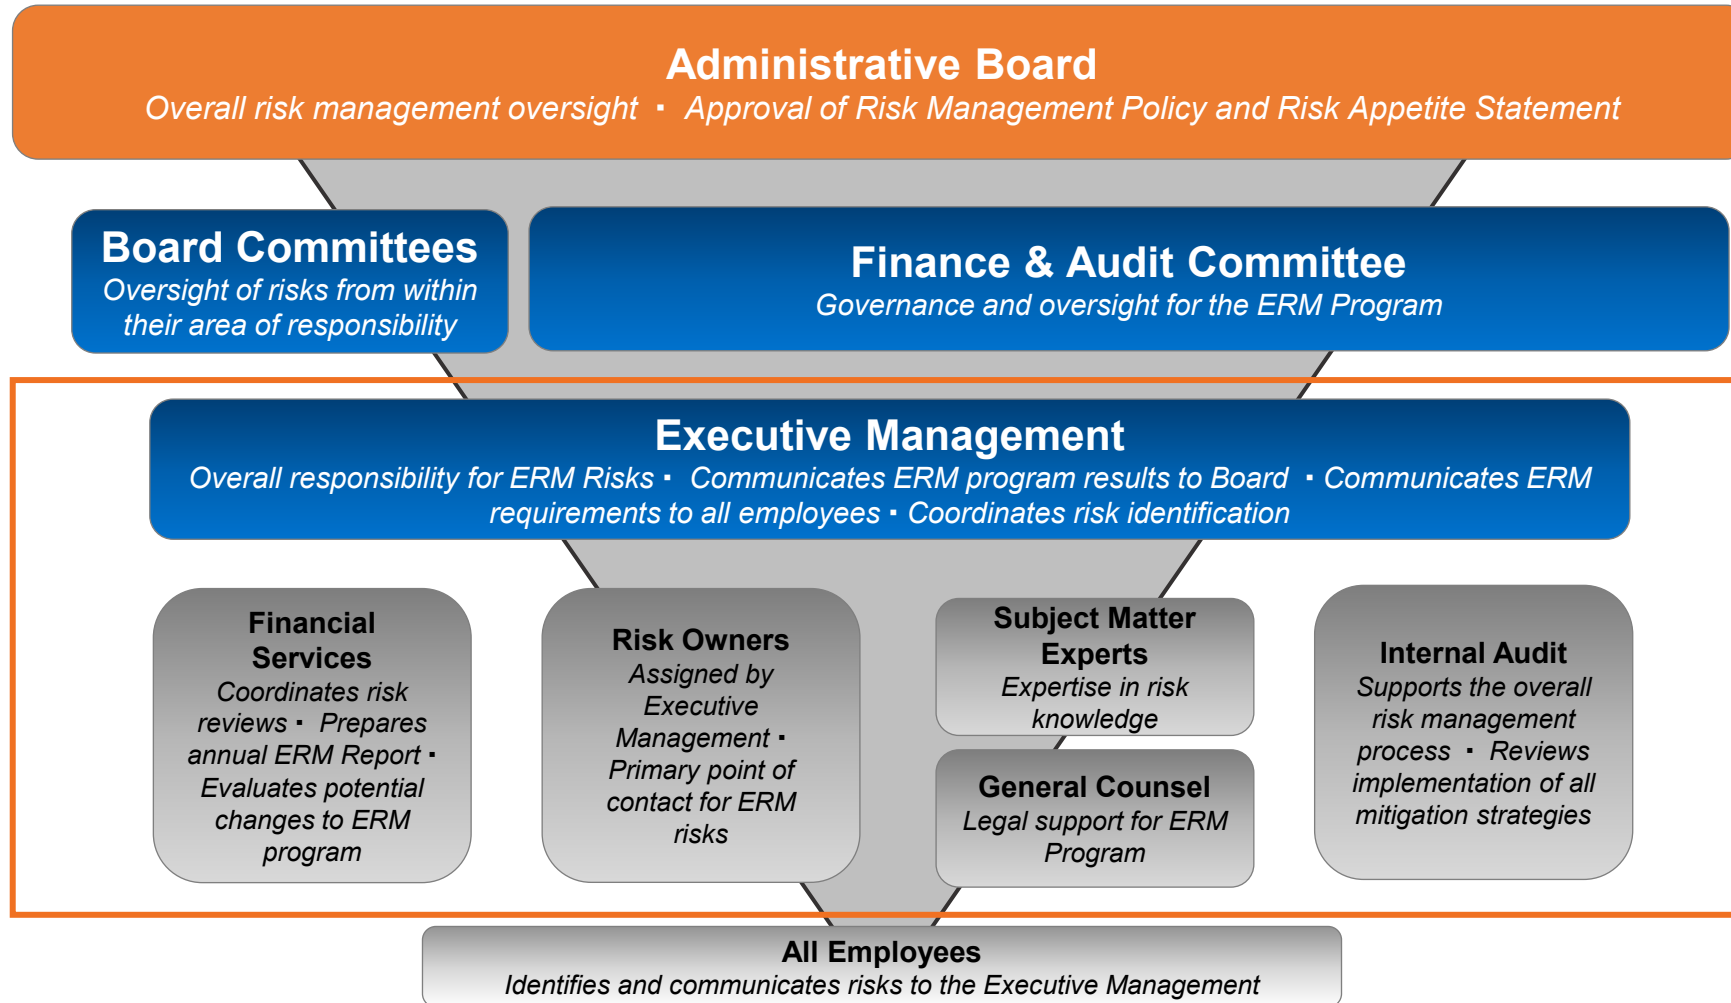 Administrative Board
Overall risk management oversight ▪ Approval of Risk Management Policy and Risk Appetite Statement
Board Committees
Oversight of risks from within
their area of responsibility
Finance & Audit Committee
Governance and oversight for the ERM Program
Executive Management
Overall responsibility for ERM Risks ▪ Communicates ERM program results to Board ▪ Communicates ERM
requirements to all employees ▪ Coordinates risk identification
Financial
Services
Coordinates risk
reviews ▪ Prepares
annual ERM Report ▪
Evaluates potential
changes to ERM
program
Risk Owners
Assigned by
Executive
Management ▪
Primary point of
contact for ERM
risks
Subject Matter
Experts
Expertise in risk
knowledge
General Counsel
Legal support for ERM
Program
Internal Audit
Supports the overall
risk management
process ▪ Reviews
implementation of all
mitigation strategies
All Employees
Identifies and communicates risks to the Executive Management